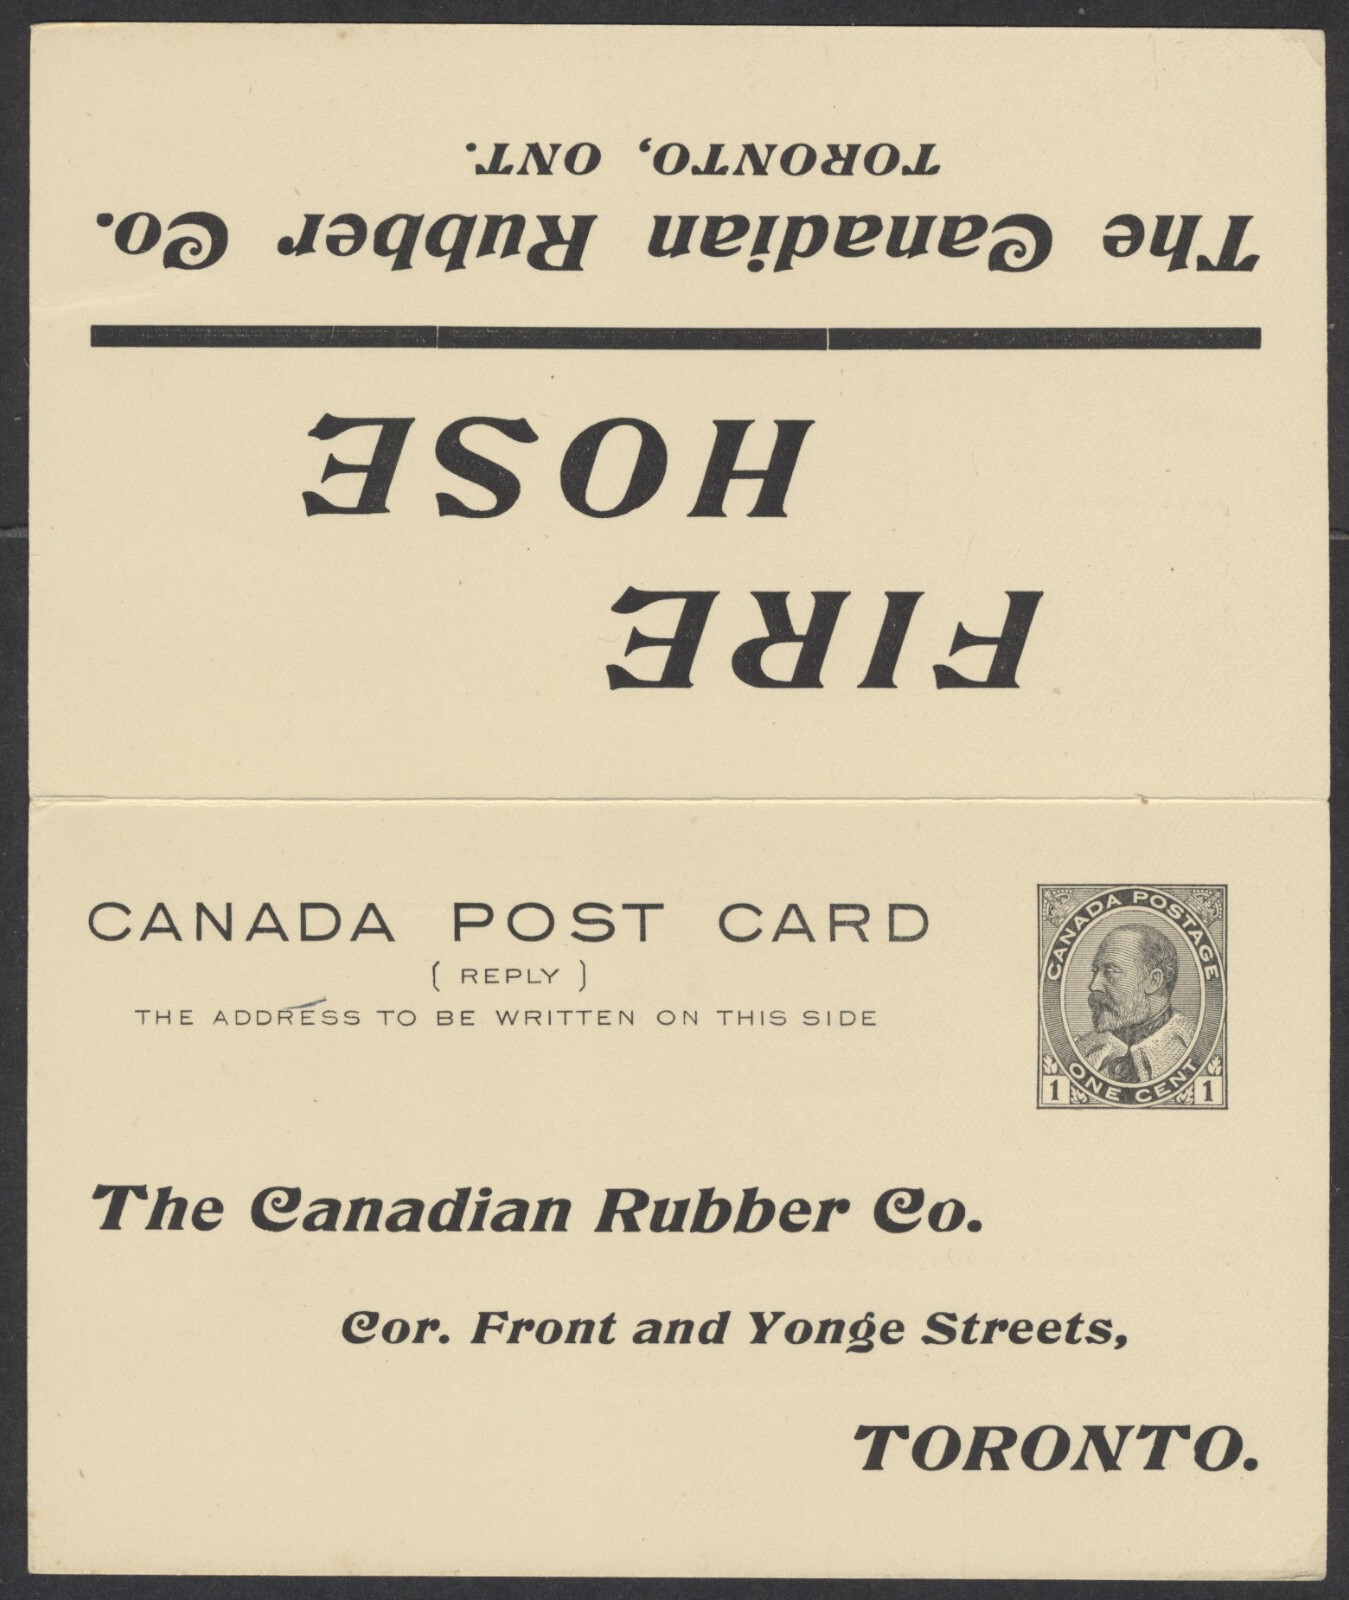 FIRE
HOSE
The Canadian Rubber Co.
TORONTO, ONT.
CANADA POST CARD
( REPLY )
THE ADDRESS TO BE WRITTEN ON THIS SIDE
CANADA POSTAGE
ONE CENT
1 1
The Canadian Rubber Co.
Cor. Front and Yonge Streets,
TORONTO.